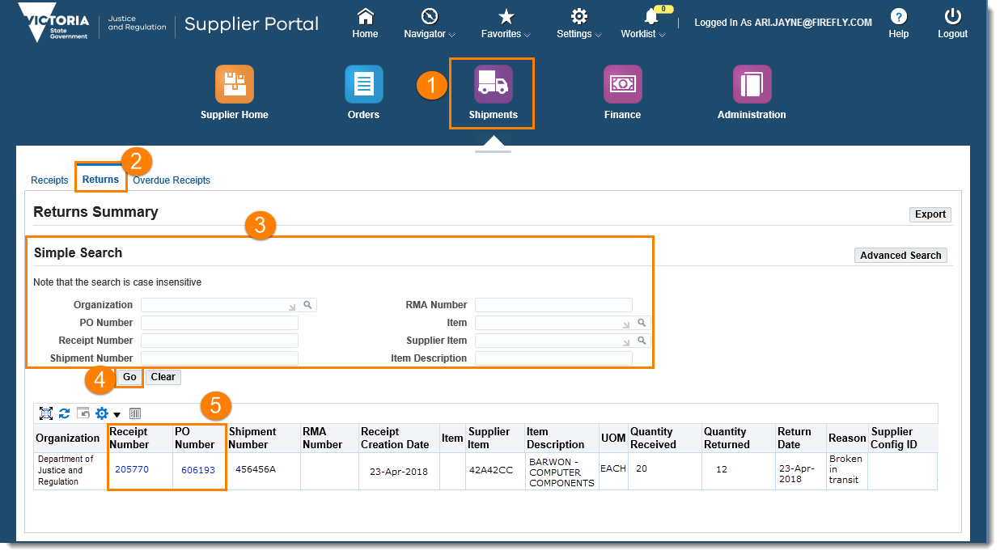 VICTORIA
State
Government
Justice
and Regulation
Supplier Portal
Home
Navigator
Favorites
Settings
0
Worklist
Logged In As ARI.JAYNE@FIREFLY.COM
?
Help
Logout
1
Supplier Home
Orders
Shipments
Finance
Administration
2
Receipts
Returns
Overdue Receipts
Returns Summary
Export
3
Simple Search
Advanced Search
Note that the search is case insensitive
Organization
RMA Number
PO Number
Item
Receipt Number
Supplier Item
Shipment Number
Item Description
4
Go
Clear
5
Organization
Receipt
Number
PO
Number
Shipment
Number
RMA
Number
Receipt
Creation Date
Item
Supplier
Item
Item
Description
UOM
Quantity
Received
Quantity
Returned
Return
Date
Reason
Supplier
Config ID
Department of
Justice and
Regulation
205770
606193
456456A
23-Apr-2018
42A42CC
BARWON -
COMPUTER
COMPONENTS
EACH
20
12
23-Apr-
2018
Broken
in
transit